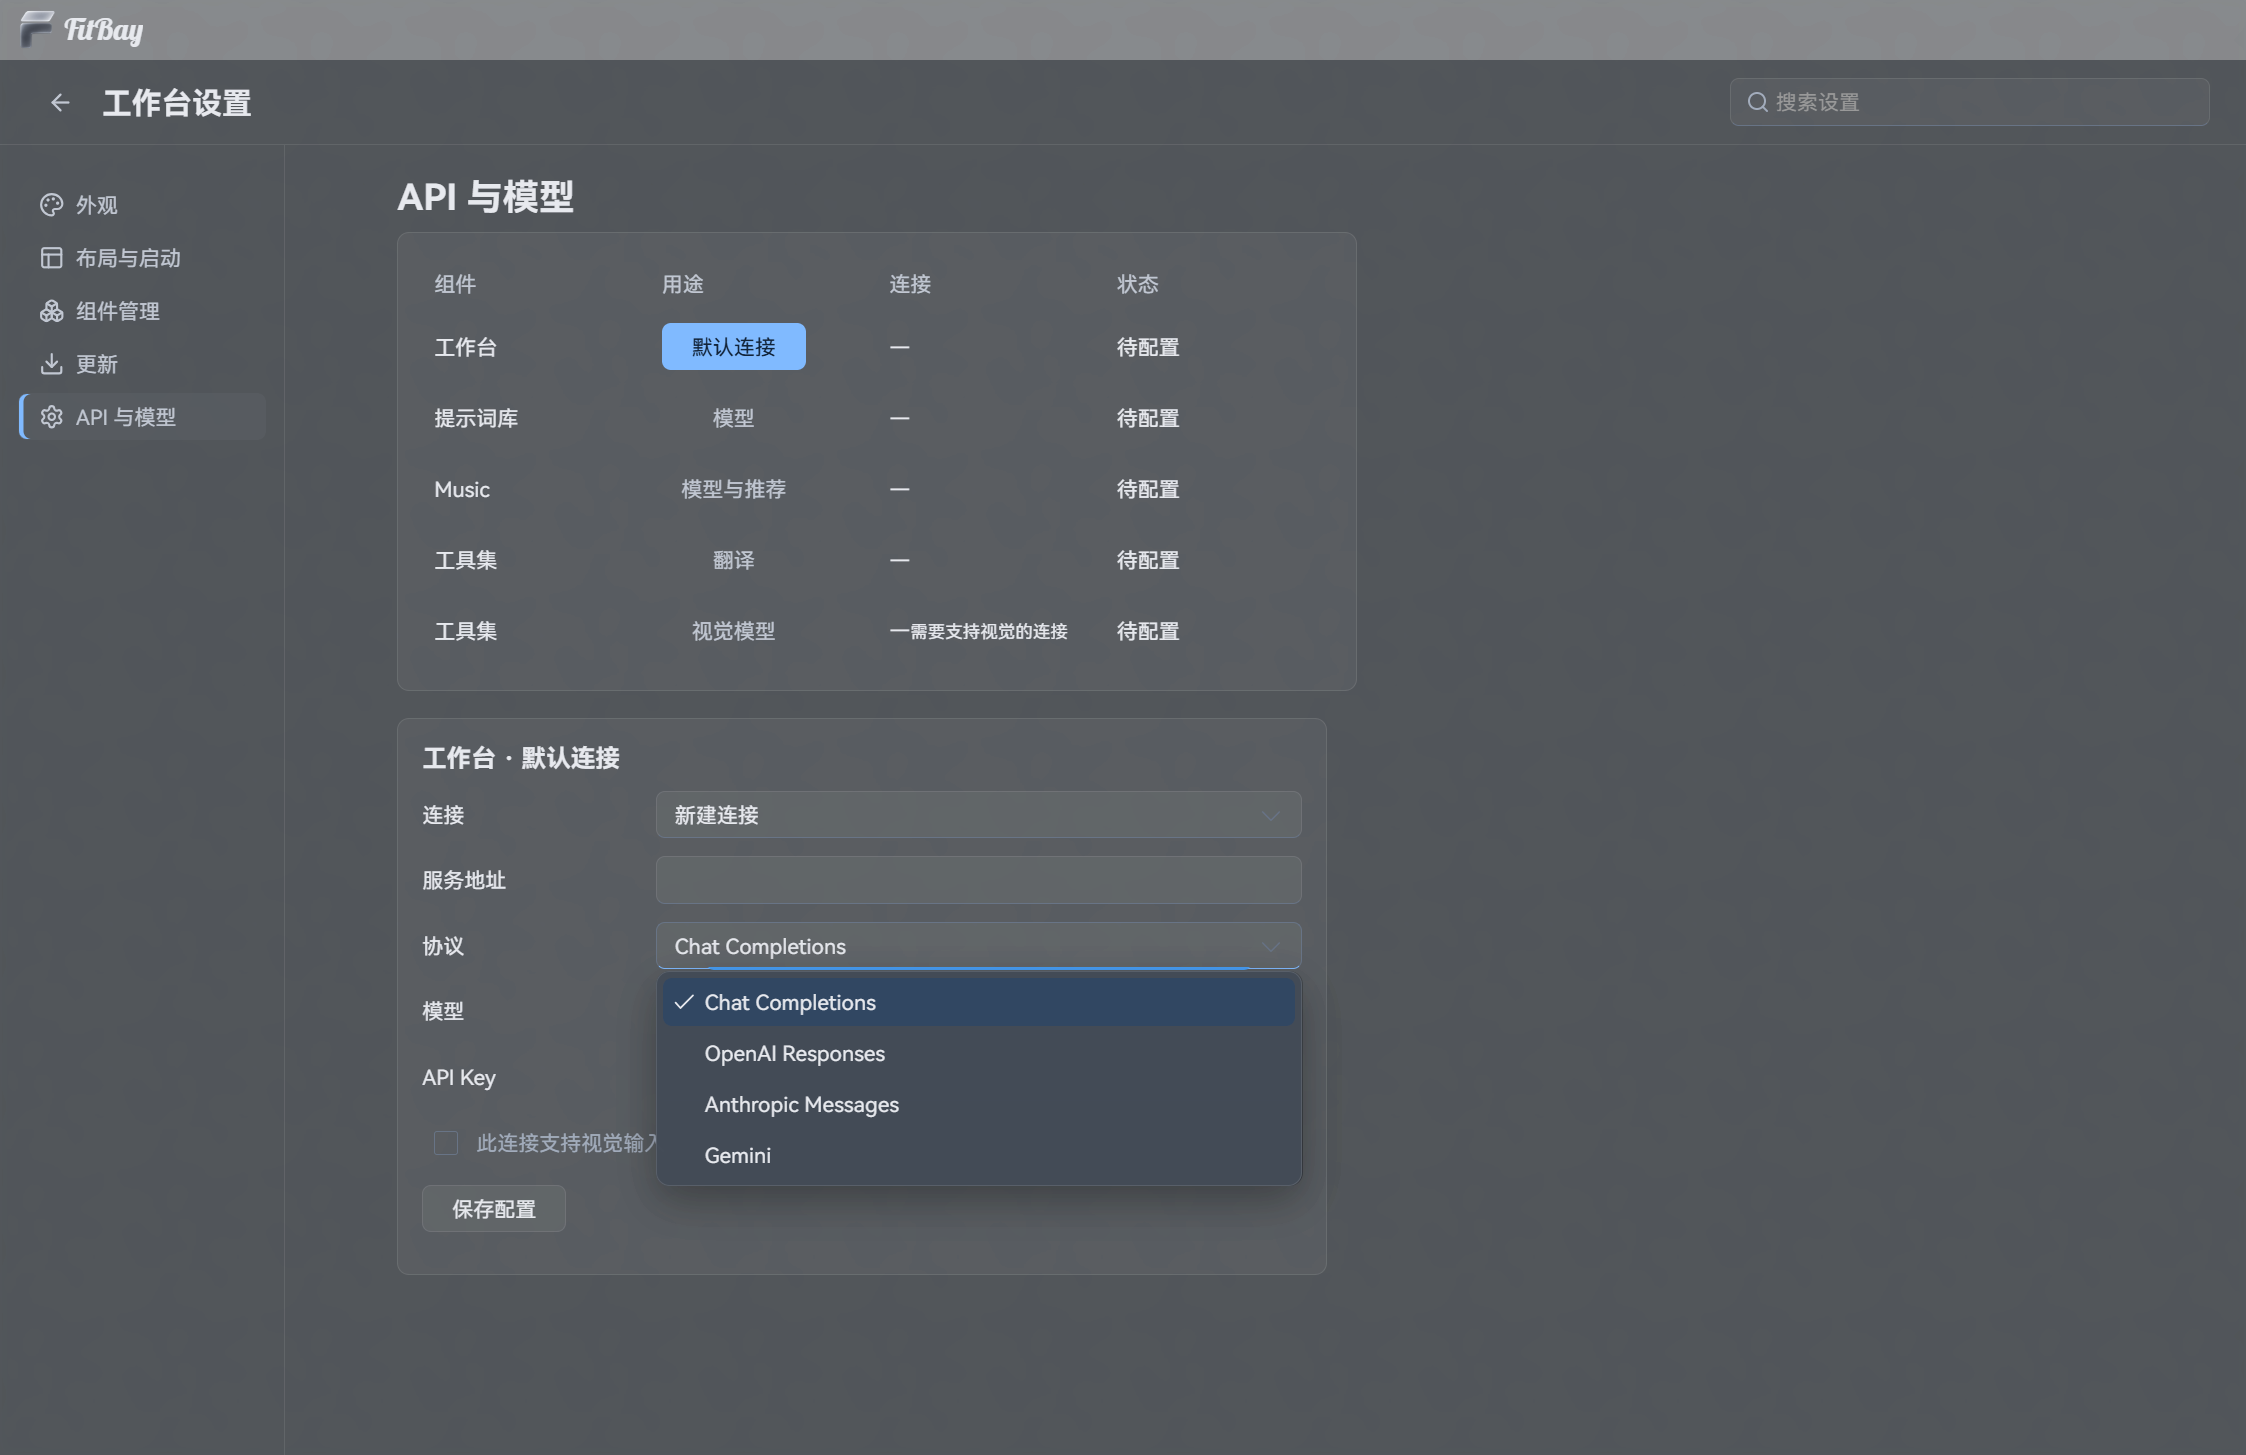 FitBay
工作台设置
搜索设置
外观
布局与启动
组件管理
更新
API 与模型
API 与模型
组件 用途 连接 状态
工作台 默认连接 — 待配置
提示词库 模型 — 待配置
Music 模型与推荐 — 待配置
工具集 翻译 — 待配置
工具集 视觉模型 —需要支持视觉的连接 待配置
工作台 · 默认连接
连接 新建连接
服务地址
协议 Chat Completions
Chat Completions
模型
OpenAI Responses
API Key
Anthropic Messages
此连接支持视觉输入
Gemini
保存配置